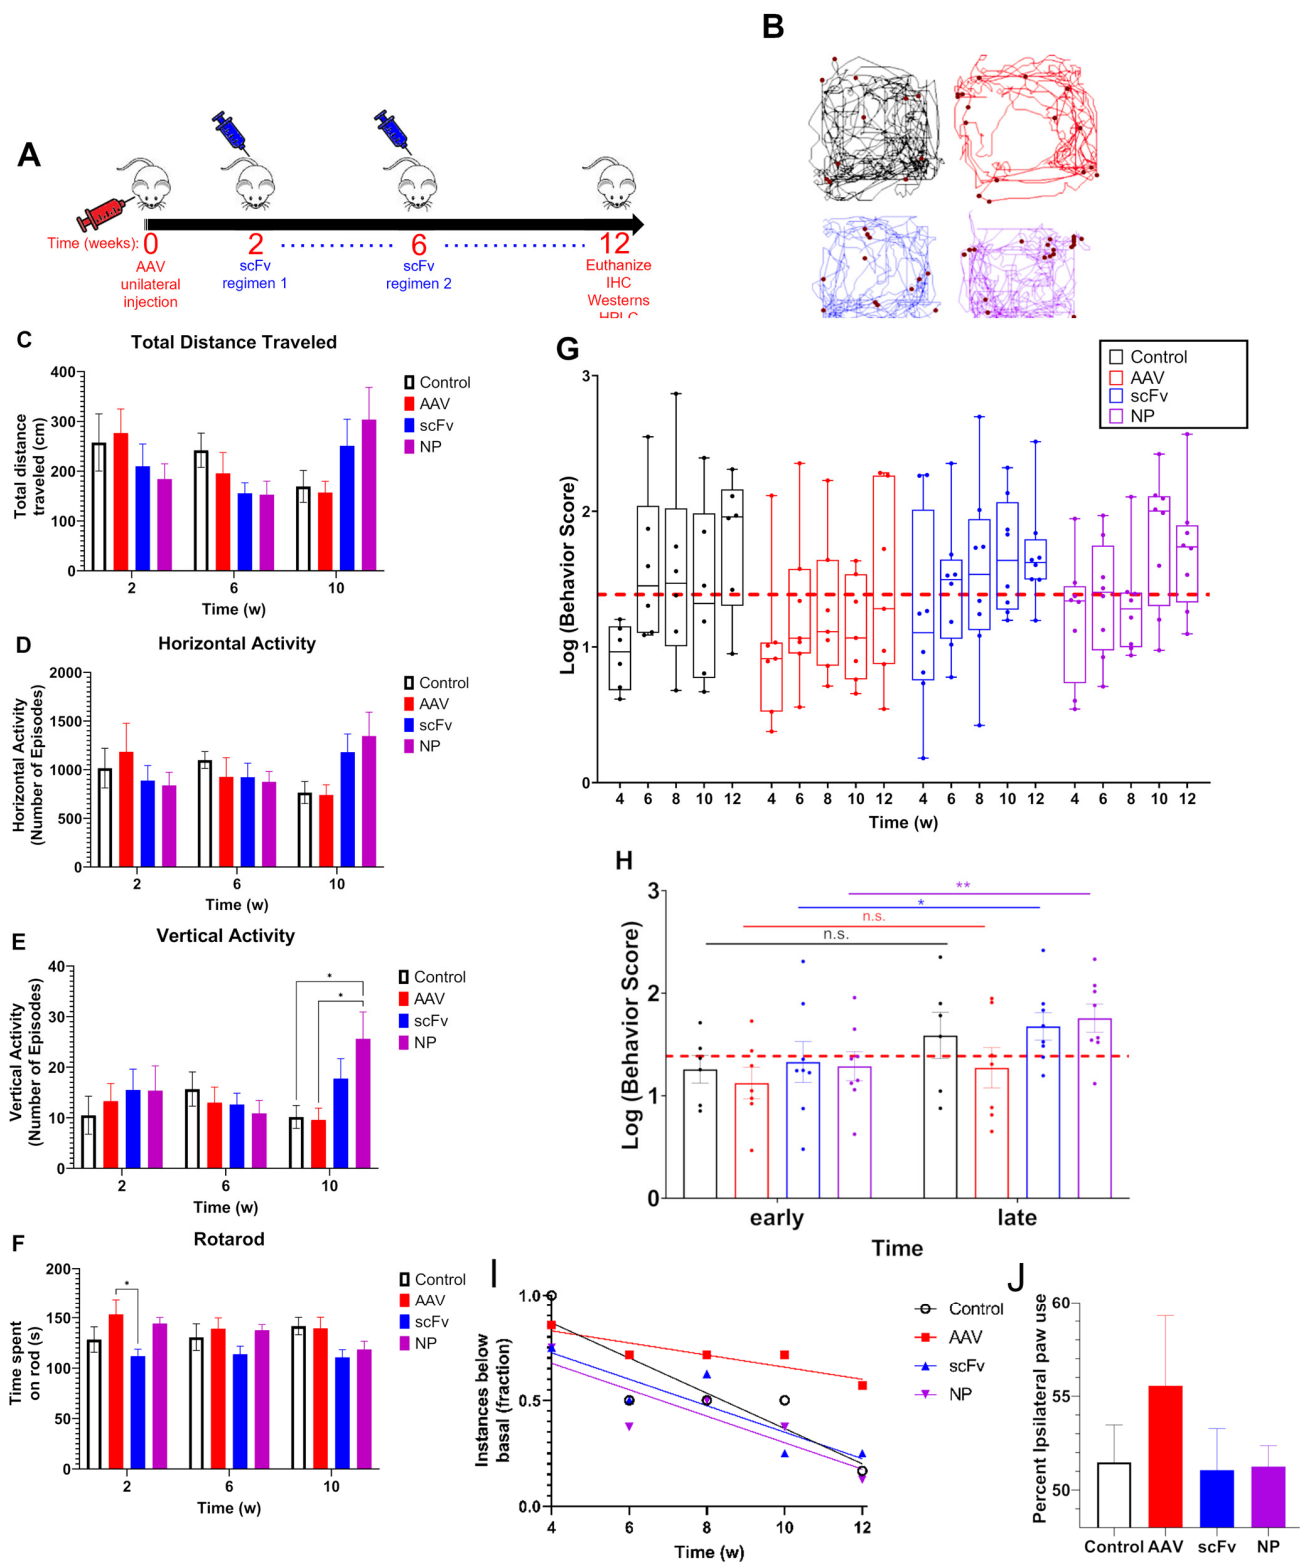 A
Time (weeks): 0 2 6 12
AAV
unilateral
injection
scFv
regimen 1
scFv
regimen 2
Euthanize
IHC
Westerns
HPLC
B
C
Total Distance Traveled
Total distance
traveled (cm)
400
300
200
100
0
2 6 10
Time (w)
Control
AAV
scFv
NP
D
Horizontal Activity
Horizontal Activity
(Number of Episodes)
2000
1500
1000
500
0
2 6 10
Time (w)
Control
AAV
scFv
NP
E
Vertical Activity
Vertical Activity
(Number of Episodes)
40
30
20
10
0
* *
2 6 10
Time (w)
Control
AAV
scFv
NP
F
Rotarod
Time spent
on rod (s)
200
150
100
50
0
*
2 6 10
Time (w)
Control
AAV
scFv
NP
G
Log (Behavior Score)
3
2
1
0
4 6 8 10 12 4 6 8 10 12 4 6 8 10 12 4 6 8 10 12
Time (w)
Control
AAV
scFv
NP
H
Log (Behavior Score)
3
2
1
0
**
*
n.s.
n.s.
early late
Time
I
Instances below
basal (fraction)
1.0
0.5
0.0
4 6 8 10 12
Time (w)
Control
AAV
scFv
NP
J
Percent Ipsilateral paw use
60
55
50
Control AAV scFv NP